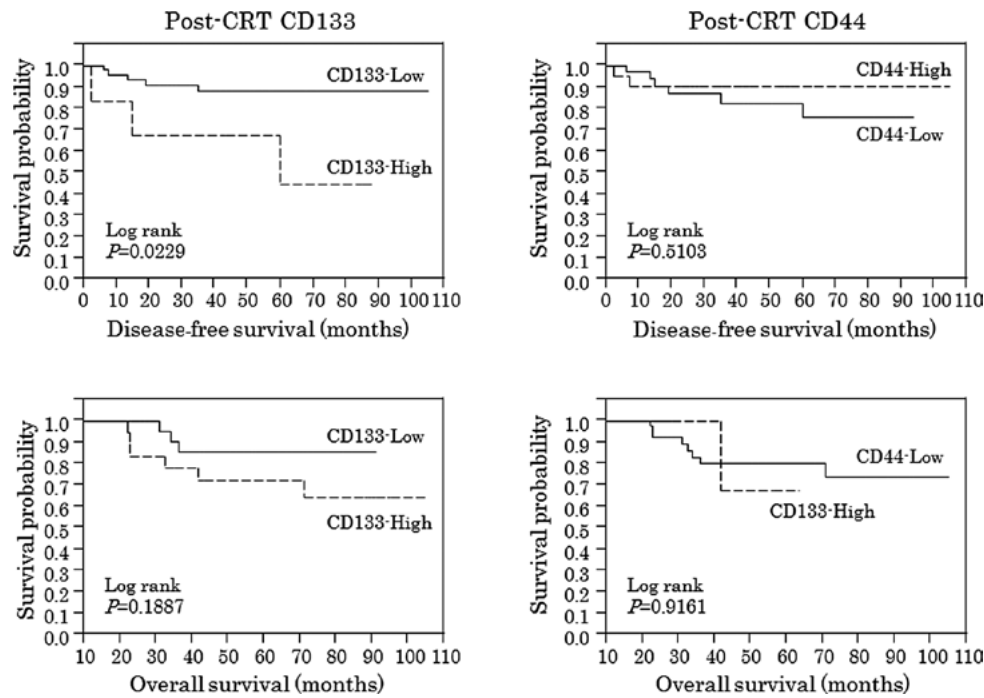 Post-CRT CD133
Survival probability
1.0
0.9
0.8
0.7
0.6
0.5
0.4
0.3
0.2
0.1
0.0
CD133-Low
CD133-High
Log rank
P=0.0229
0 10 20 30 40 50 60 70 80 90 100 110
Disease-free survival (months)
Post-CRT CD44
Survival probability
1.0
0.9
0.8
0.7
0.6
0.5
0.4
0.3
0.2
0.1
0.0
CD44-High
CD44-Low
Log rank
P=0.5103
0 10 20 30 40 50 60 70 80 90 100 110
Disease-free survival (months)
Survival probability
1.0
0.9
0.8
0.7
0.6
0.5
0.4
0.3
0.2
0.1
0.0
CD133-Low
CD133-High
Log rank
P=0.1887
10 20 30 40 50 60 70 80 90 100 110
Overall survival (months)
Survival probability
1.0
0.9
0.8
0.7
0.6
0.5
0.4
0.3
0.2
0.1
0.0
CD44-Low
CD133-High
Log rank
P=0.9161
10 20 30 40 50 60 70 80 90 100 110
Overall survival (months)